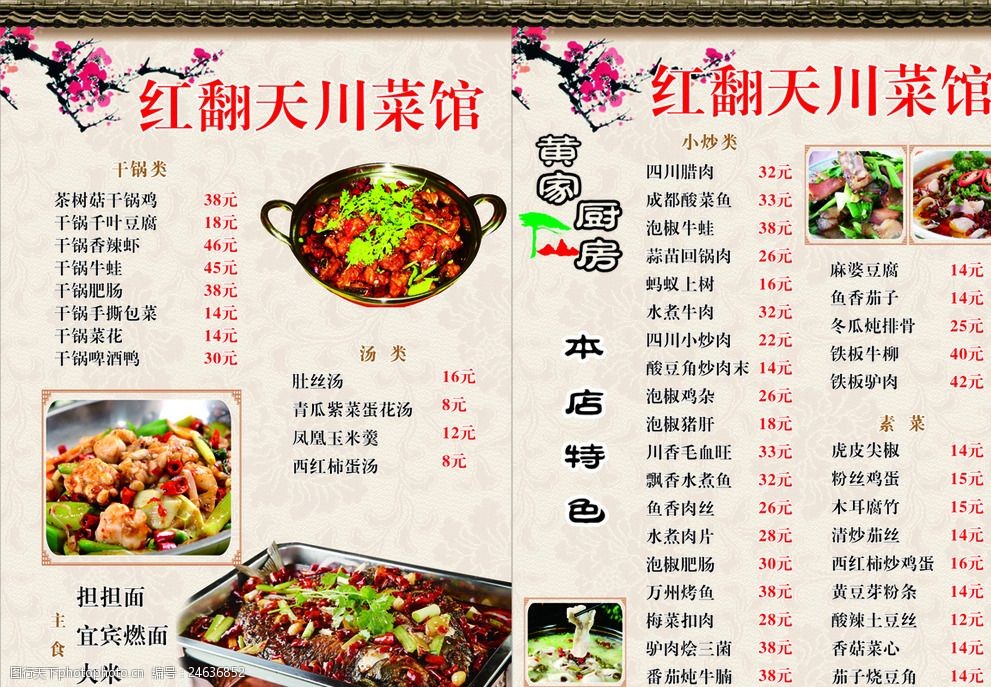 红翻天川菜馆
干锅类
茶树菇干锅鸡 38元
干锅千叶豆腐 18元
干锅香辣虾 46元
干锅牛蛙 45元
干锅肥肠 38元
干锅手撕包菜 14元
干锅菜花 14元
干锅啤酒鸭 30元
汤 类
肚丝汤 16元
青瓜紫菜蛋花汤 8元
凤凰玉米羹 12元
西红柿蛋汤 8元
主食
担担面
宜宾燃面
大米
红翻天川菜馆
黄家厨房
本店特色
小炒类
四川腊肉 32元
成都酸菜鱼 33元
泡椒牛蛙 38元
蒜苗回锅肉 26元
蚂蚁上树 16元
水煮牛肉 32元
四川小炒肉 22元
酸豆角炒肉末 14元
泡椒鸡杂 26元
泡椒猪肝 18元
川香毛血旺 33元
飘香水煮鱼 32元
鱼香肉丝 26元
水煮肉片 28元
泡椒肥肠 30元
万州烤鱼 38元
梅菜扣肉 28元
驴肉烩三菌 38元
番茄炖牛腩 38元
麻婆豆腐 14元
鱼香茄子 14元
冬瓜炖排骨 25元
铁板牛柳 40元
铁板驴肉 42元
素 菜
虎皮尖椒 14元
粉丝鸡蛋 15元
木耳腐竹 15元
清炒茄丝 14元
西红柿炒鸡蛋 16元
黄豆芽粉条 14元
酸辣土豆丝 12元
香菇菜心 14元
茄子烧豆角 14元
图行天下 photophoto.cn 编号：24636852